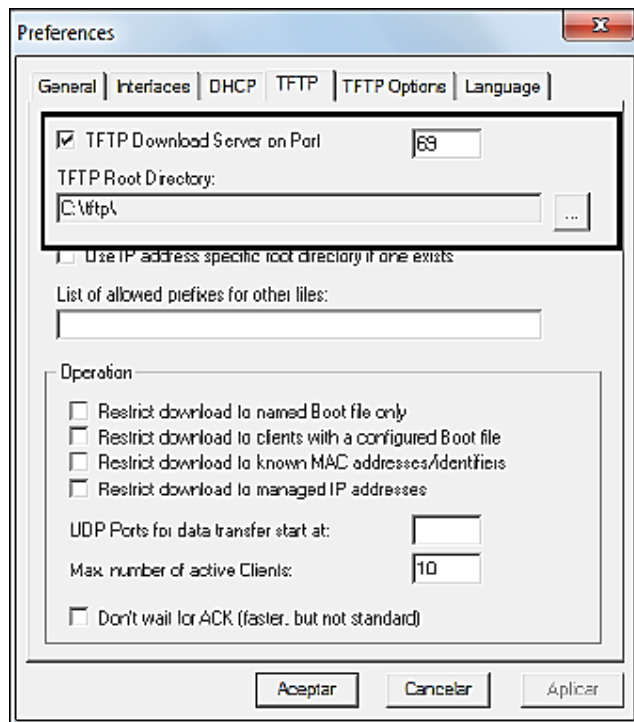 Preferences
General Interfaces DHCP TFTP TFTP Options Language
TFTP Download Server on Port 69
TFTP Root Directory:
C:\tftp\ ...
Use IP address specific root directory if one exists
List of allowed prefixes for other files:
Operation
Restrict download to named Boot file only
Restrict download to clients with a configured Boot file
Restrict download to known MAC addresses/identifiers
Restrict download to managed IP addresses
UDP Ports for data transfer start at:
Max. number of active Clients: 10
Don't wait for ACK (faster, but not standard)
Aceptar Cancelar Aplicar